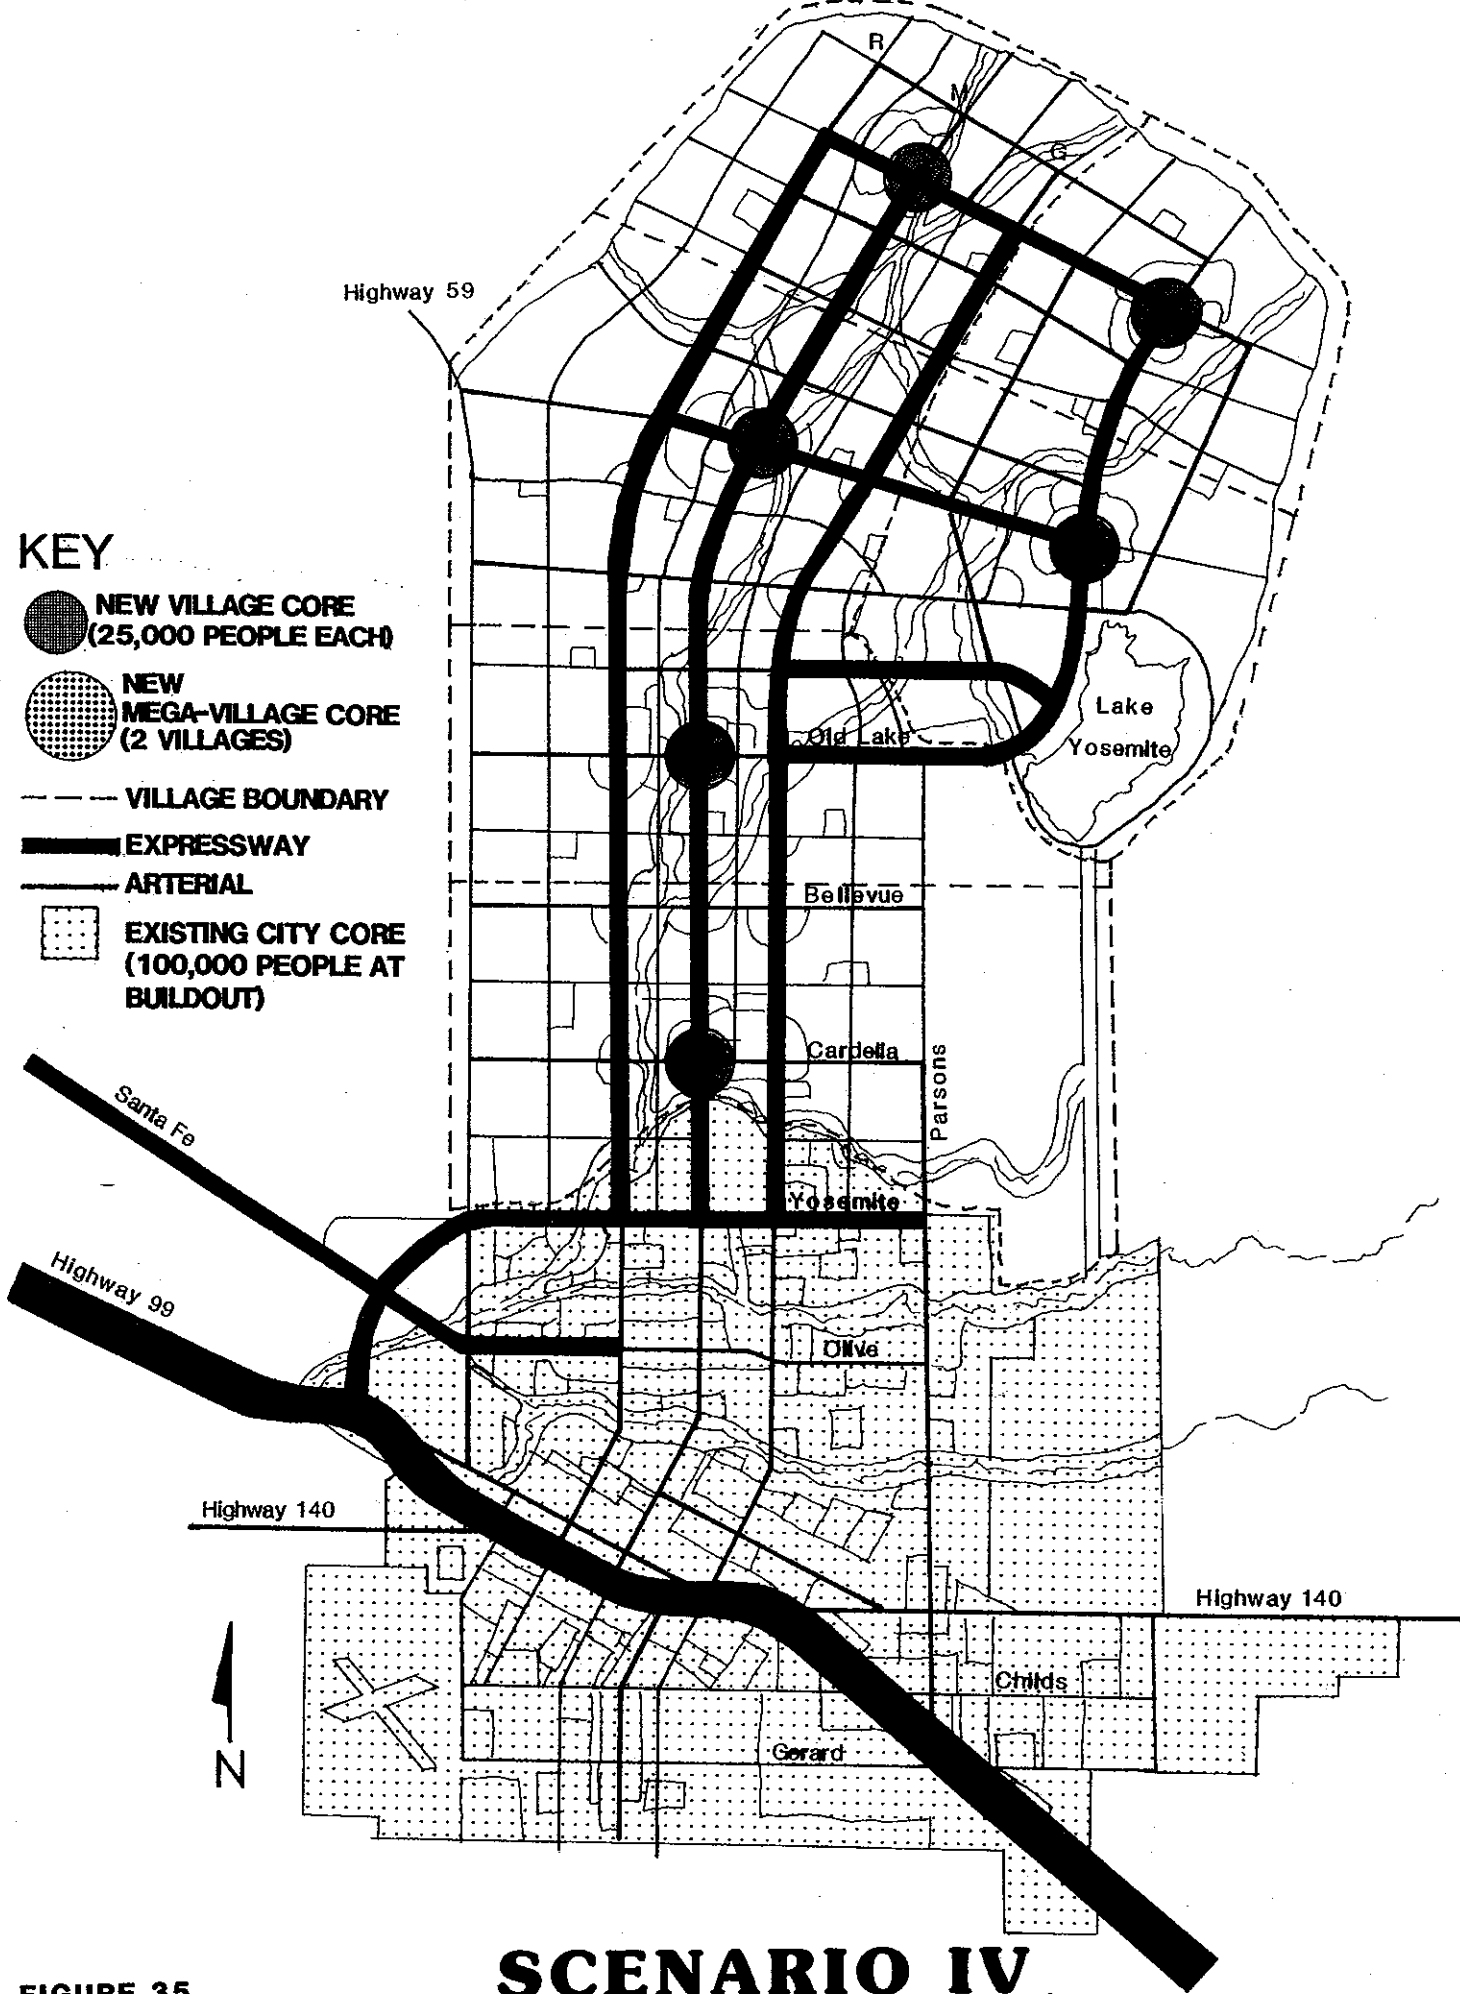 R
M
G
Highway 59
KEY
NEW VILLAGE CORE
(25,000 PEOPLE EACH)
NEW
MEGA-VILLAGE CORE
(2 VILLAGES)
VILLAGE BOUNDARY
EXPRESSWAY
ARTERIAL
EXISTING CITY CORE
(100,000 PEOPLE AT
BUILDOUT)
Lake
Yosemite
Old Lake
Bellevue
Cardella
Parsons
Santa Fe
Yosemite
Highway 99
Olive
Highway 140
Highway 140
Childs
Gerard
N
SCENARIO IV
FIGURE 35